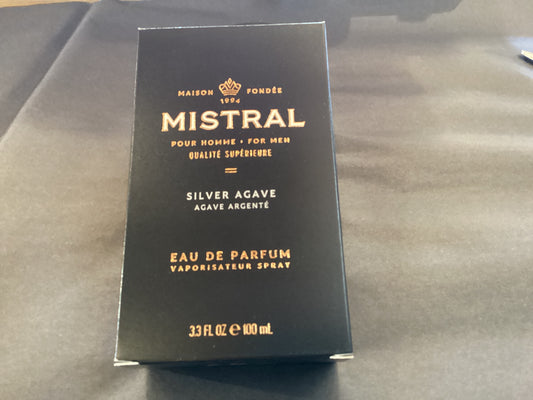 MAISON FONDÉE
1994
MISTRAL
POUR HOMME • FOR MEN
QUALITÉ SUPÉRIEURE
SILVER AGAVE
AGAVE ARGENTÉ
EAU DE PARFUM
VAPORISATEUR SPRAY
3.3 FL OZ e 100 mL